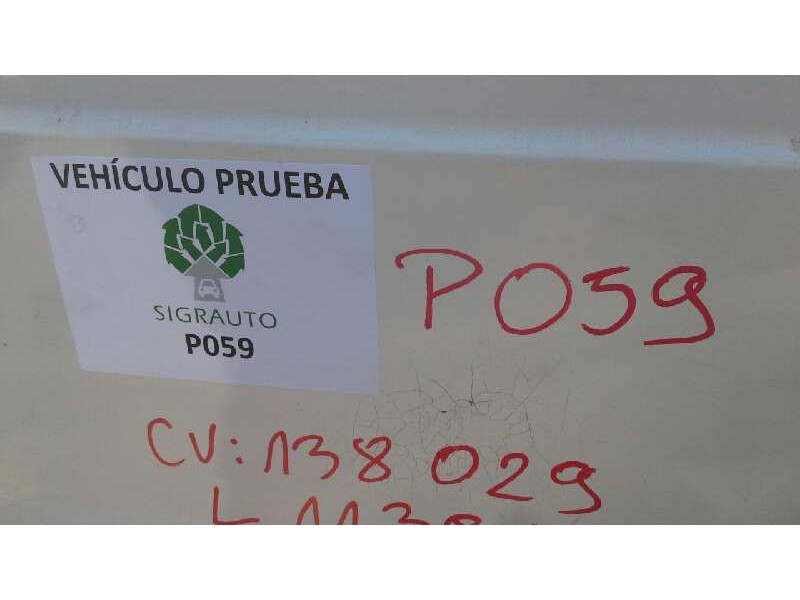 VEHÍCULO PRUEBA
SIGRAUTO
P059
P059
CV: 138 029